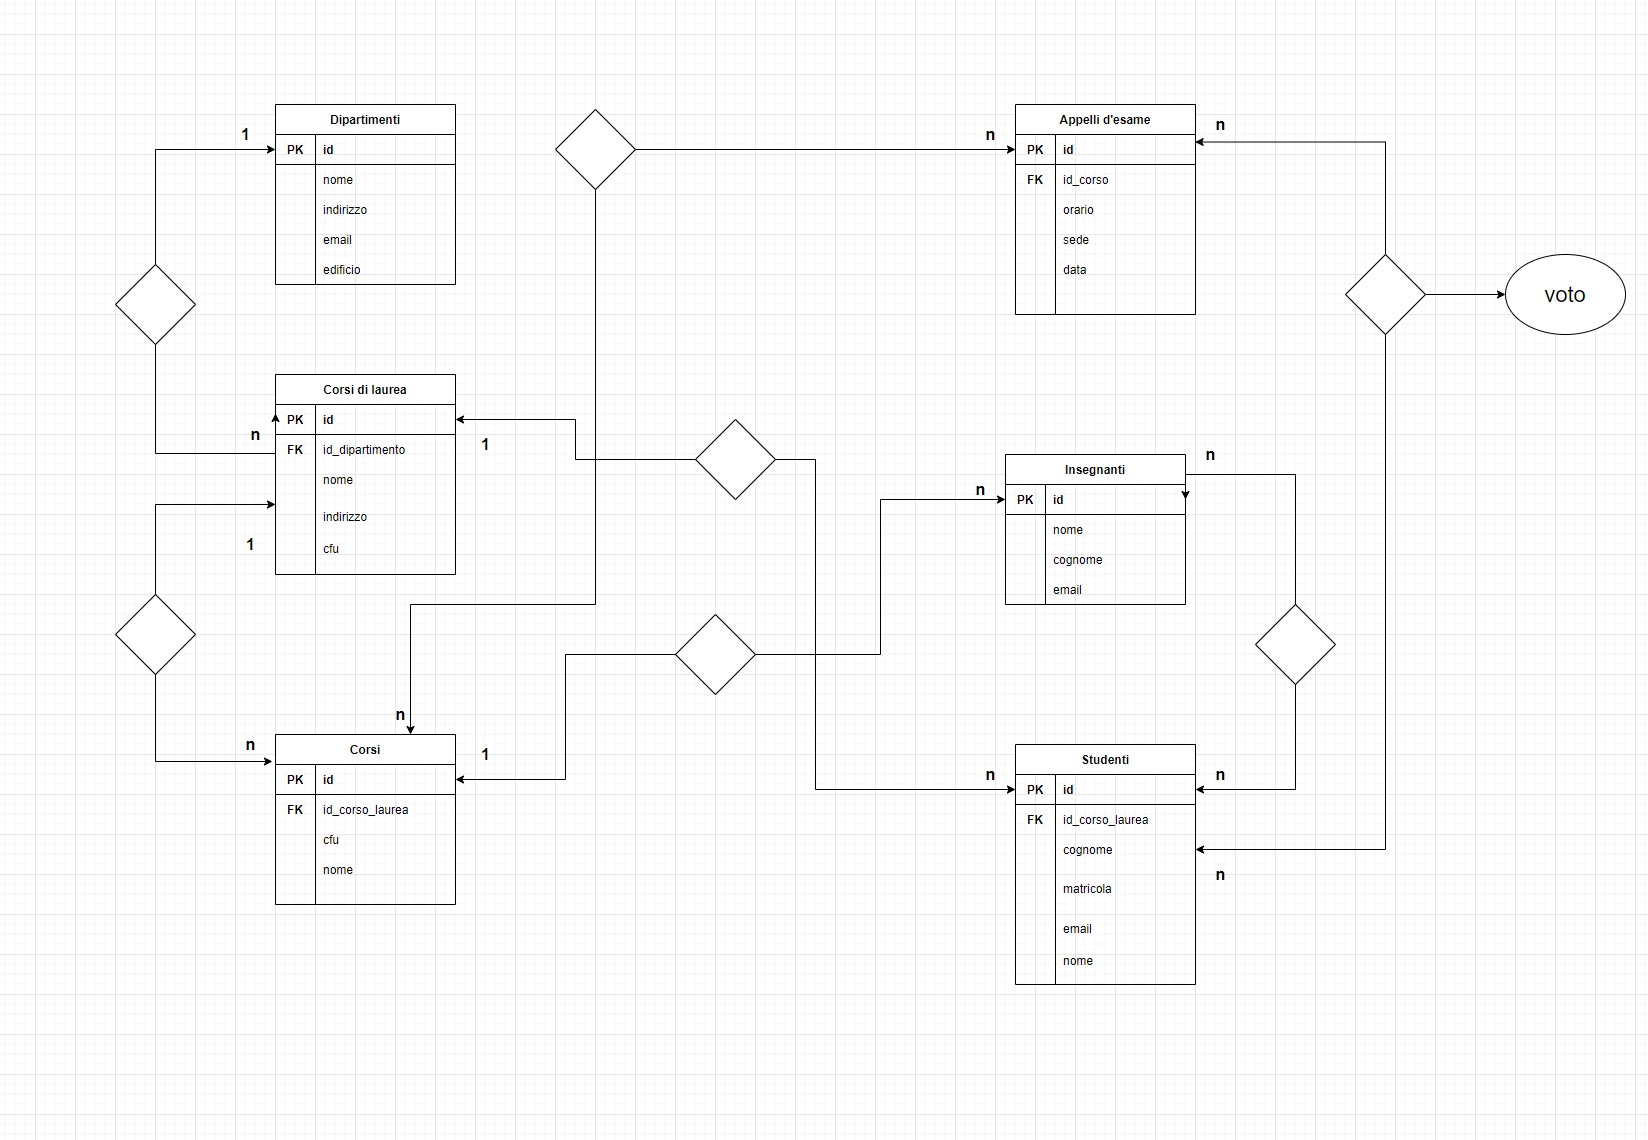 Dipartimenti
1
PK id
nome
indirizzo
email
edificio
Appelli d'esame
n
n
PK id
FK id_corso
orario
sede
data
voto
Corsi di laurea
PK id
n
1
FK id_dipartimento
nome
indirizzo
1
cfu
Insegnanti
n
n
PK id
nome
cognome
email
n
n
Corsi
1
PK id
FK id_corso_laurea
cfu
nome
Studenti
n
n
PK id
FK id_corso_laurea
cognome
n
matricola
email
nome